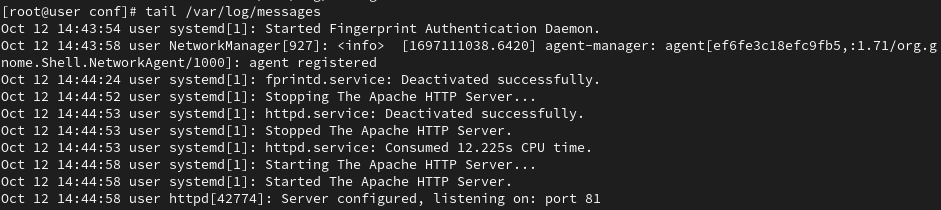 [root@user conf]# tail /var/log/messages
Oct 12 14:43:54 user systemd[1]: Started Fingerprint Authentication Daemon.
Oct 12 14:43:58 user NetworkManager[927]: <info>  [1697111038.6420] agent-manager: agent[ef6fe3c18efc9fb5,:1.71/org.g
nome.Shell.NetworkAgent/1000]: agent registered
Oct 12 14:44:24 user systemd[1]: fprintd.service: Deactivated successfully.
Oct 12 14:44:52 user systemd[1]: Stopping The Apache HTTP Server...
Oct 12 14:44:53 user systemd[1]: httpd.service: Deactivated successfully.
Oct 12 14:44:53 user systemd[1]: Stopped The Apache HTTP Server.
Oct 12 14:44:53 user systemd[1]: httpd.service: Consumed 12.225s CPU time.
Oct 12 14:44:58 user systemd[1]: Starting The Apache HTTP Server...
Oct 12 14:44:58 user systemd[1]: Started The Apache HTTP Server.
Oct 12 14:44:58 user httpd[42774]: Server configured, listening on: port 81